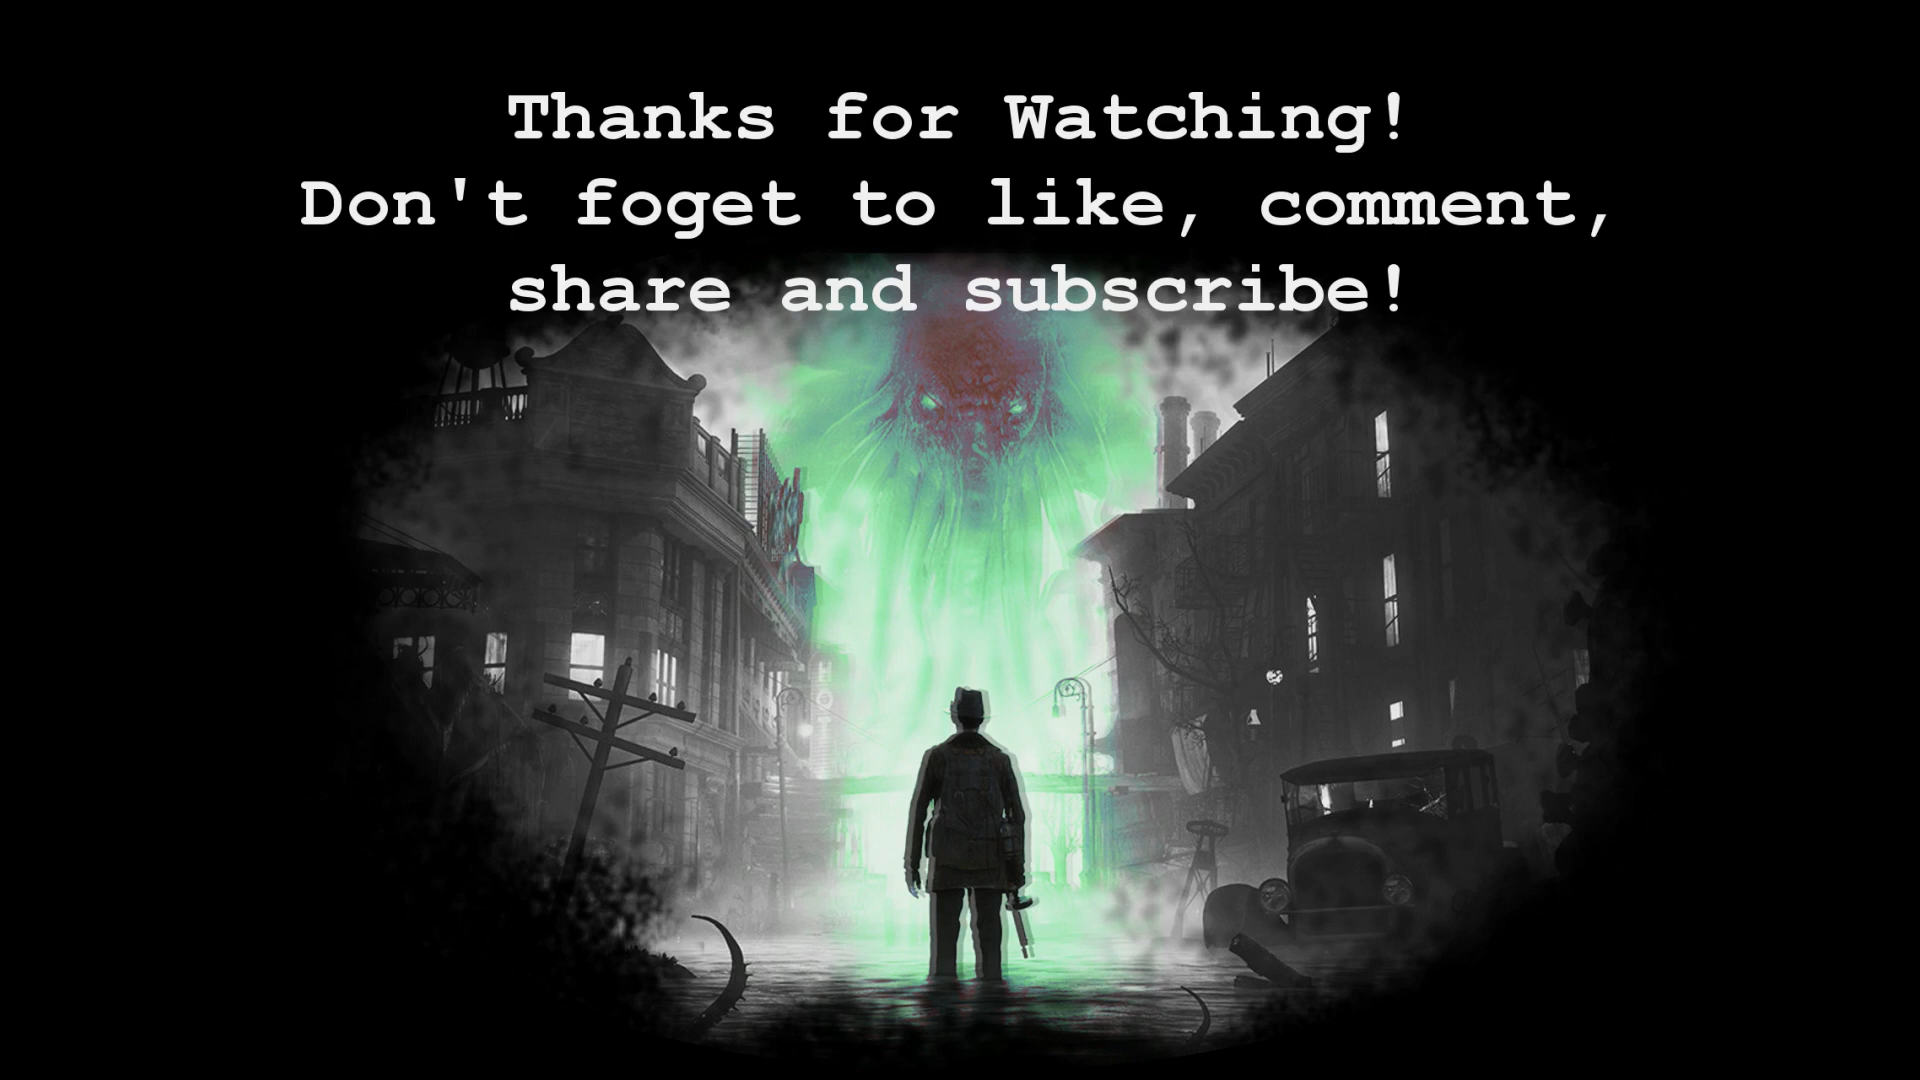 Thanks for Watching!
Don't foget to like, comment,
share and subscribe!